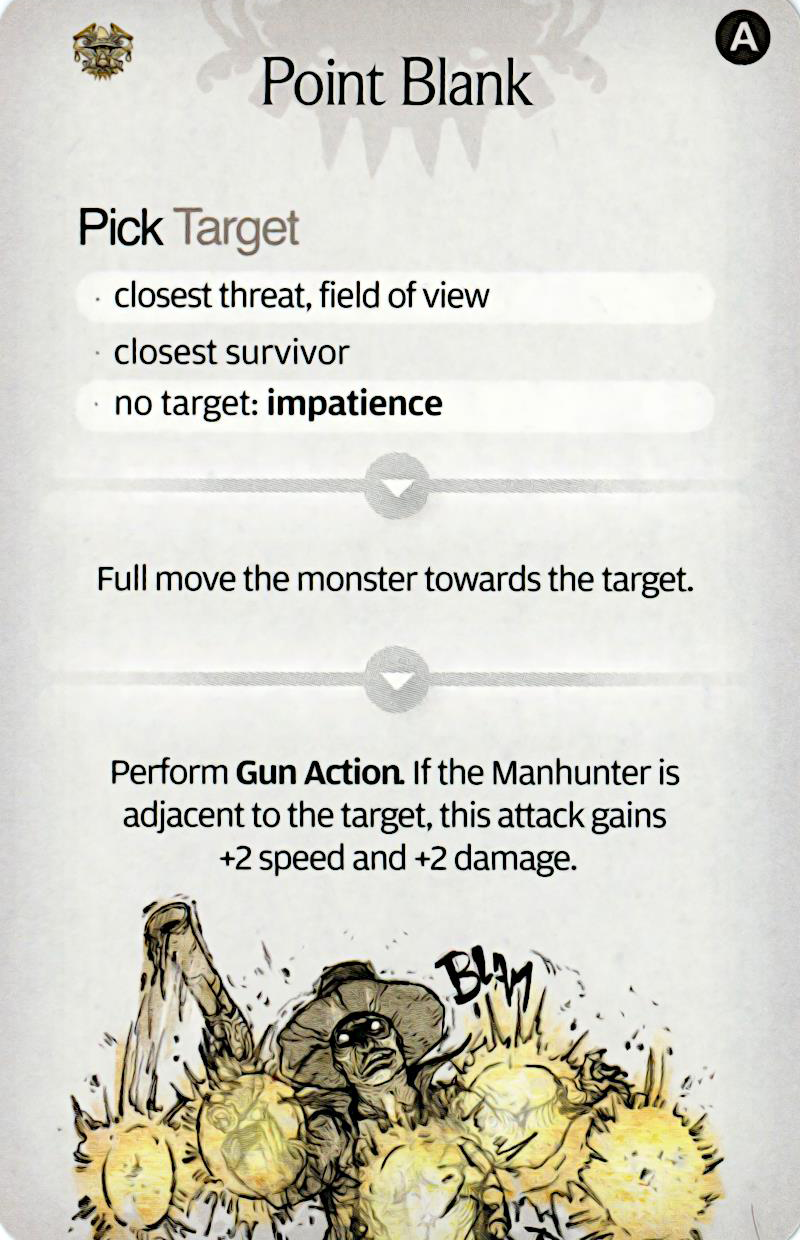 A
Point Blank
Pick Target
· closest threat, field of view
· closest survivor
· no target: impatience
Full move the monster towards the target.
Perform Gun Action. If the Manhunter is
adjacent to the target, this attack gains
+2 speed and +2 damage.
BLAM